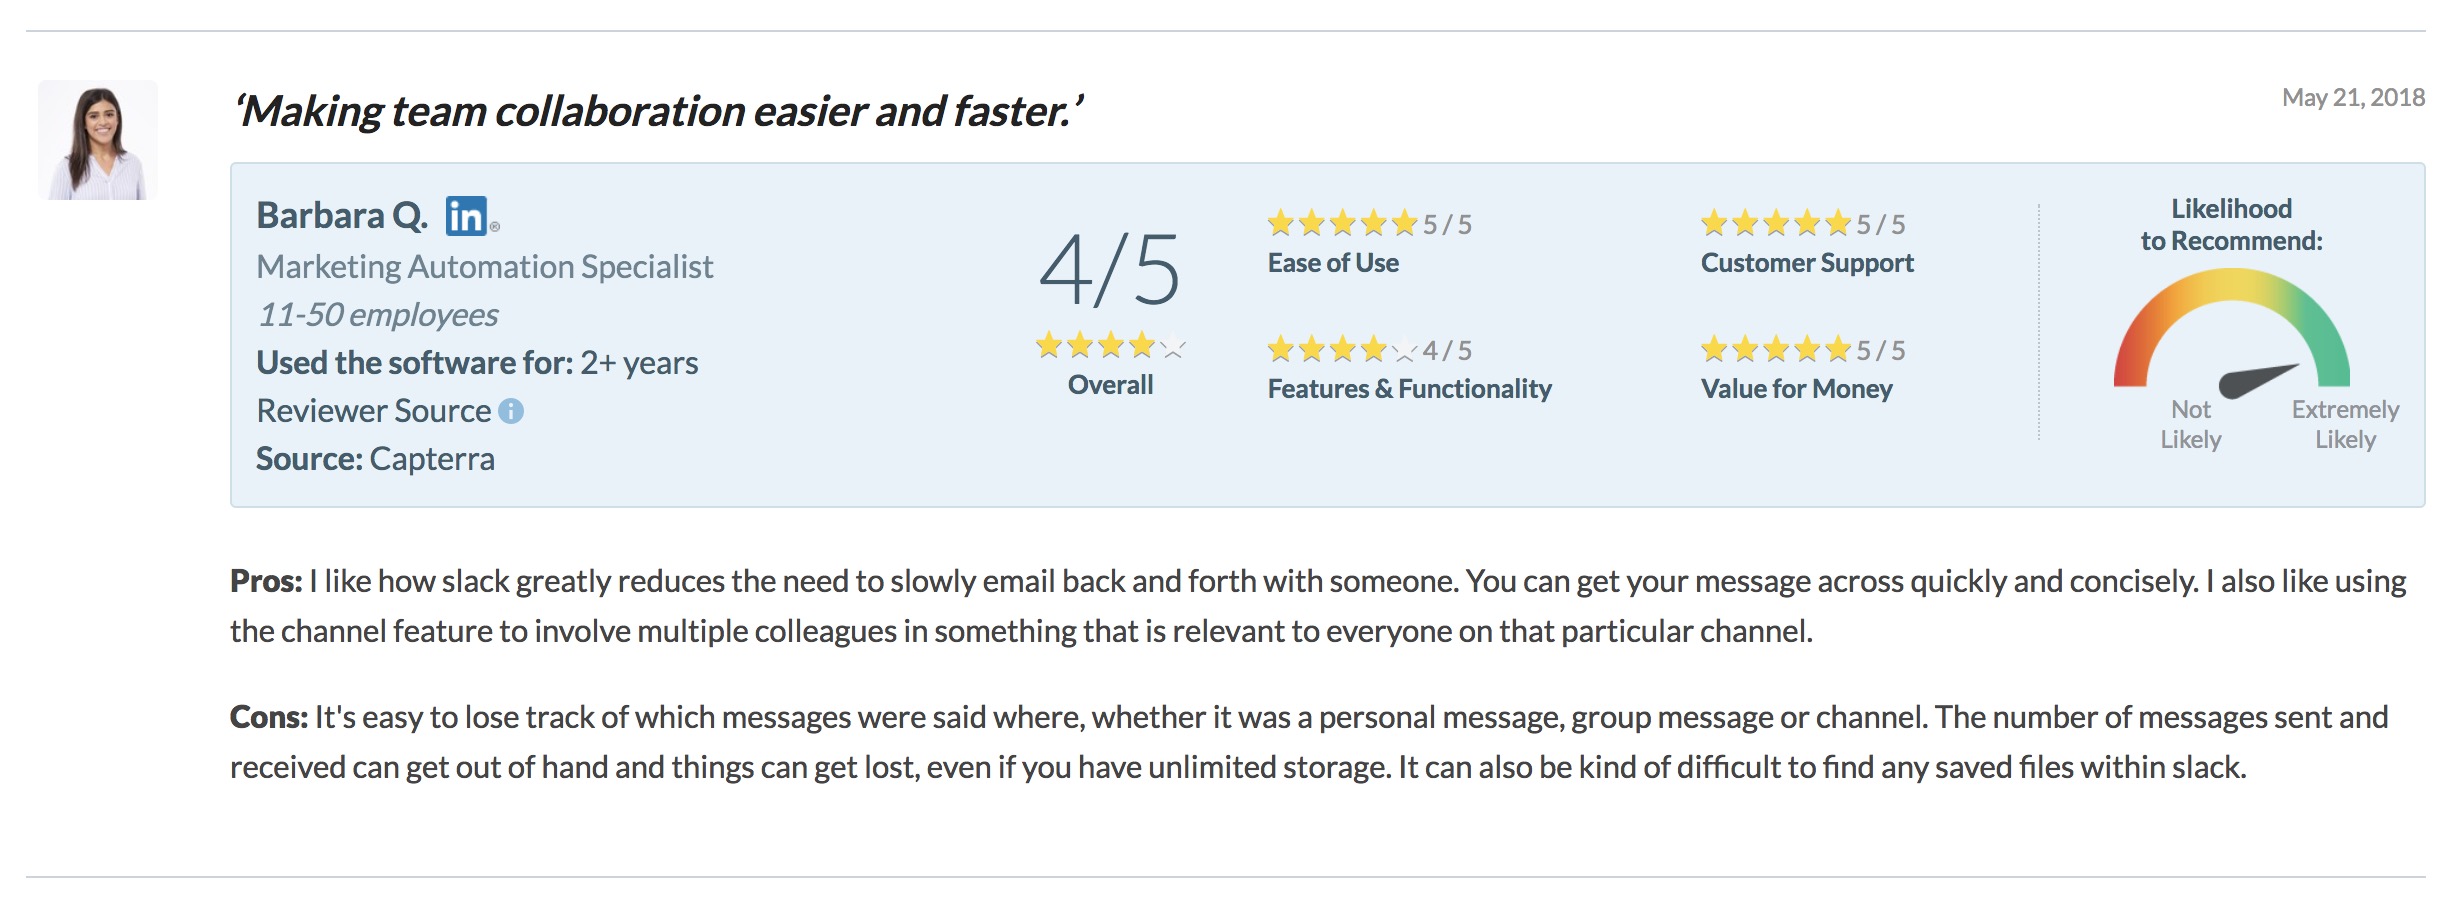 ‘Making team collaboration easier and faster.’
May 21, 2018
Barbara Q. in®
Marketing Automation Specialist
11-50 employees
Used the software for: 2+ years
Reviewer Source i
Source: Capterra
4/5
Overall
5 / 5
Ease of Use
4 / 5
Features & Functionality
5 / 5
Customer Support
5 / 5
Value for Money
Likelihood
to Recommend:
Not
Likely
Extremely
Likely
Pros: I like how slack greatly reduces the need to slowly email back and forth with someone. You can get your message across quickly and concisely. I also like using
the channel feature to involve multiple colleagues in something that is relevant to everyone on that particular channel.
Cons: It's easy to lose track of which messages were said where, whether it was a personal message, group message or channel. The number of messages sent and
received can get out of hand and things can get lost, even if you have unlimited storage. It can also be kind of difficult to find any saved files within slack.